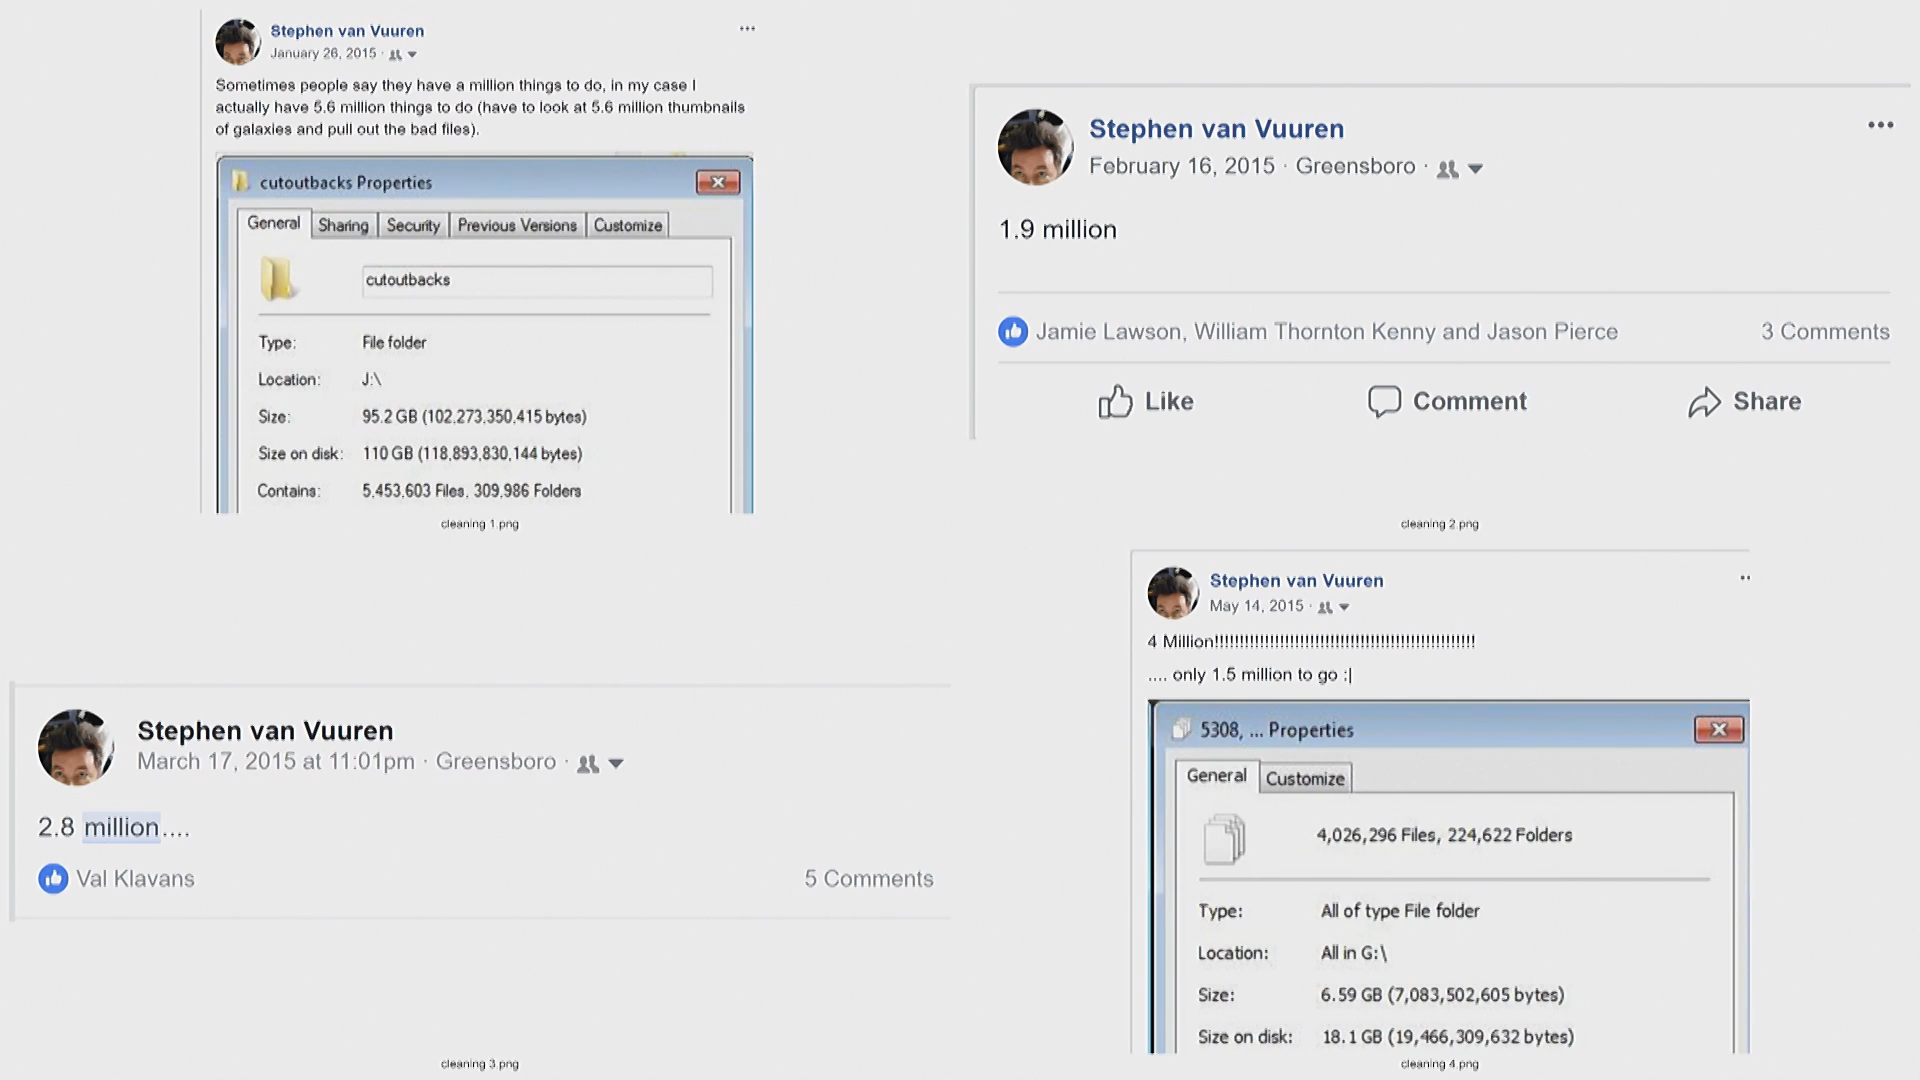 Stephen van Vuuren
January 26, 2015 ·
Sometimes people say they have a million things to do, in my case I
actually have 5.6 million things to do (have to look at 5.6 million thumbnails
of galaxies and pull out the bad files).
cutoutbacks Properties
General Sharing Security Previous Versions Customize
cutoutbacks
Type: File folder
Location: J:\
Size: 95.2 GB (102,273,350,415 bytes)
Size on disk: 110 GB (118,893,830,144 bytes)
Contains: 5,453,603 Files, 309,986 Folders
cleaning 1.png
Stephen van Vuuren
February 16, 2015 · Greensboro ·
1.9 million
Jamie Lawson, William Thornton Kenny and Jason Pierce 3 Comments
Like Comment Share
cleaning 2.png
Stephen van Vuuren
March 17, 2015 at 11:01pm · Greensboro ·
2.8 million....
Val Klavans 5 Comments
cleaning 3.png
Stephen van Vuuren
May 14, 2015 ·
4 Million!!!!!!!!!!!!!!!!!!!!!!!!!!!!!!!!!!!!!!!!!!!!!!!!!!!!
.... only 1.5 million to go :|
5308, ... Properties
General Customize
4,026,296 Files, 224,622 Folders
Type: All of type File folder
Location: All in G:\
Size: 6.59 GB (7,083,502,605 bytes)
Size on disk: 18.1 GB (19,466,309,632 bytes)
cleaning 4.png